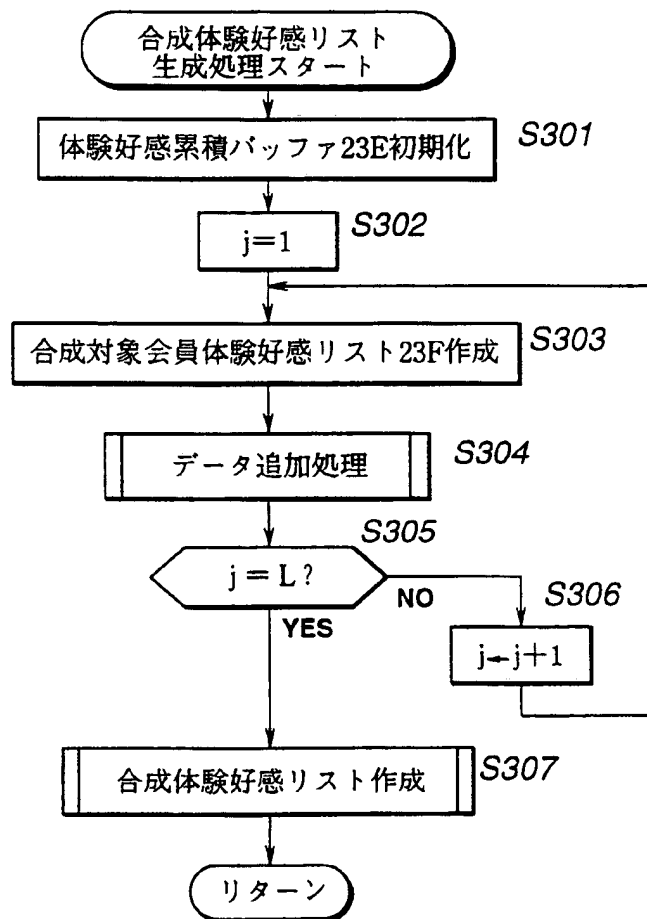 合成体験好感リスト
生成処理スタート
体験好感累積バッファ23E初期化
S301
j=1
S302
合成対象会員体験好感リスト23F作成
S303
データ追加処理
S304
S305
j=L?
NO
YES
S306
j←j+1
合成体験好感リスト作成
S307
リターン